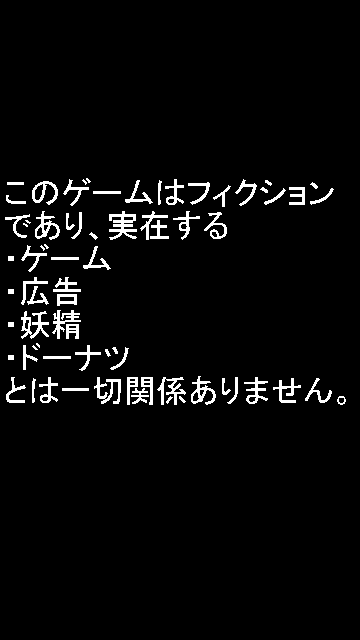 このゲームはフィクション
であり、実在する
・ゲーム
・広告
・妖精
・ドーナツ
とは一切関係ありません。